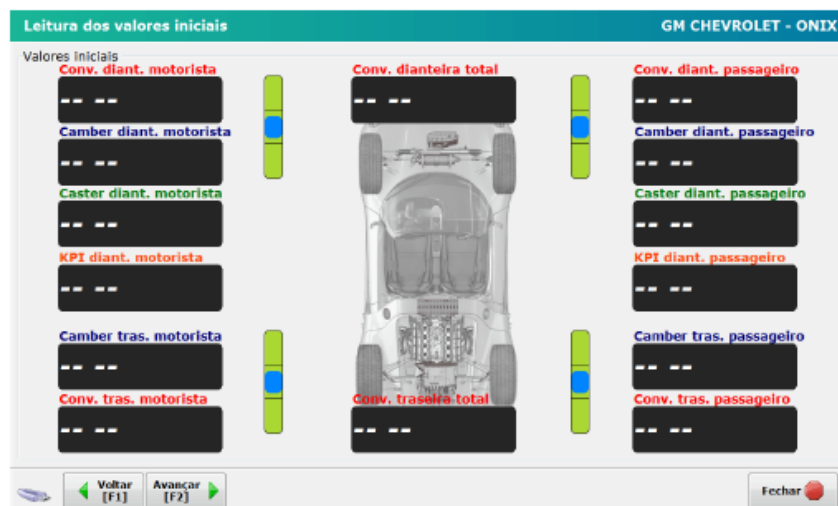 Leitura dos valores iniciais GM CHEVROLET - ONIX
Valores iniciais
Conv. diant. motorista Conv. dianteira total Conv. diant. passageiro
-- -- -- -- -- --
Camber diant. motorista Camber diant. passageiro
-- -- -- --
Caster diant. motorista Caster diant. passageiro
-- -- -- --
KPI diant. motorista KPI diant. passageiro
-- -- -- --
Camber tras. motorista Camber tras. passageiro
-- -- -- --
Conv. tras. motorista Conv. traseira total Conv. tras. passageiro
-- -- -- -- -- --
Voltar Avançar Fechar
[F1] [F2]